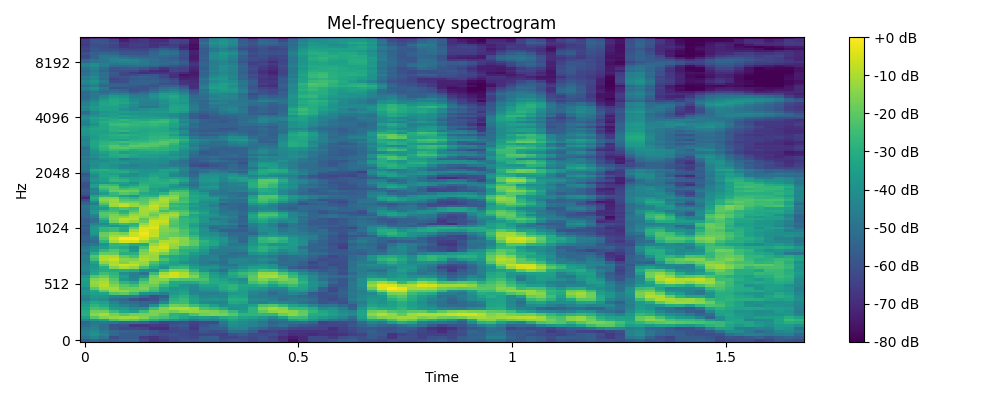 Mel-frequency spectrogram
Hz
8192
4096
2048
1024
512
0
0
0.5
1
1.5
Time
+0 dB
-10 dB
-20 dB
-30 dB
-40 dB
-50 dB
-60 dB
-70 dB
-80 dB